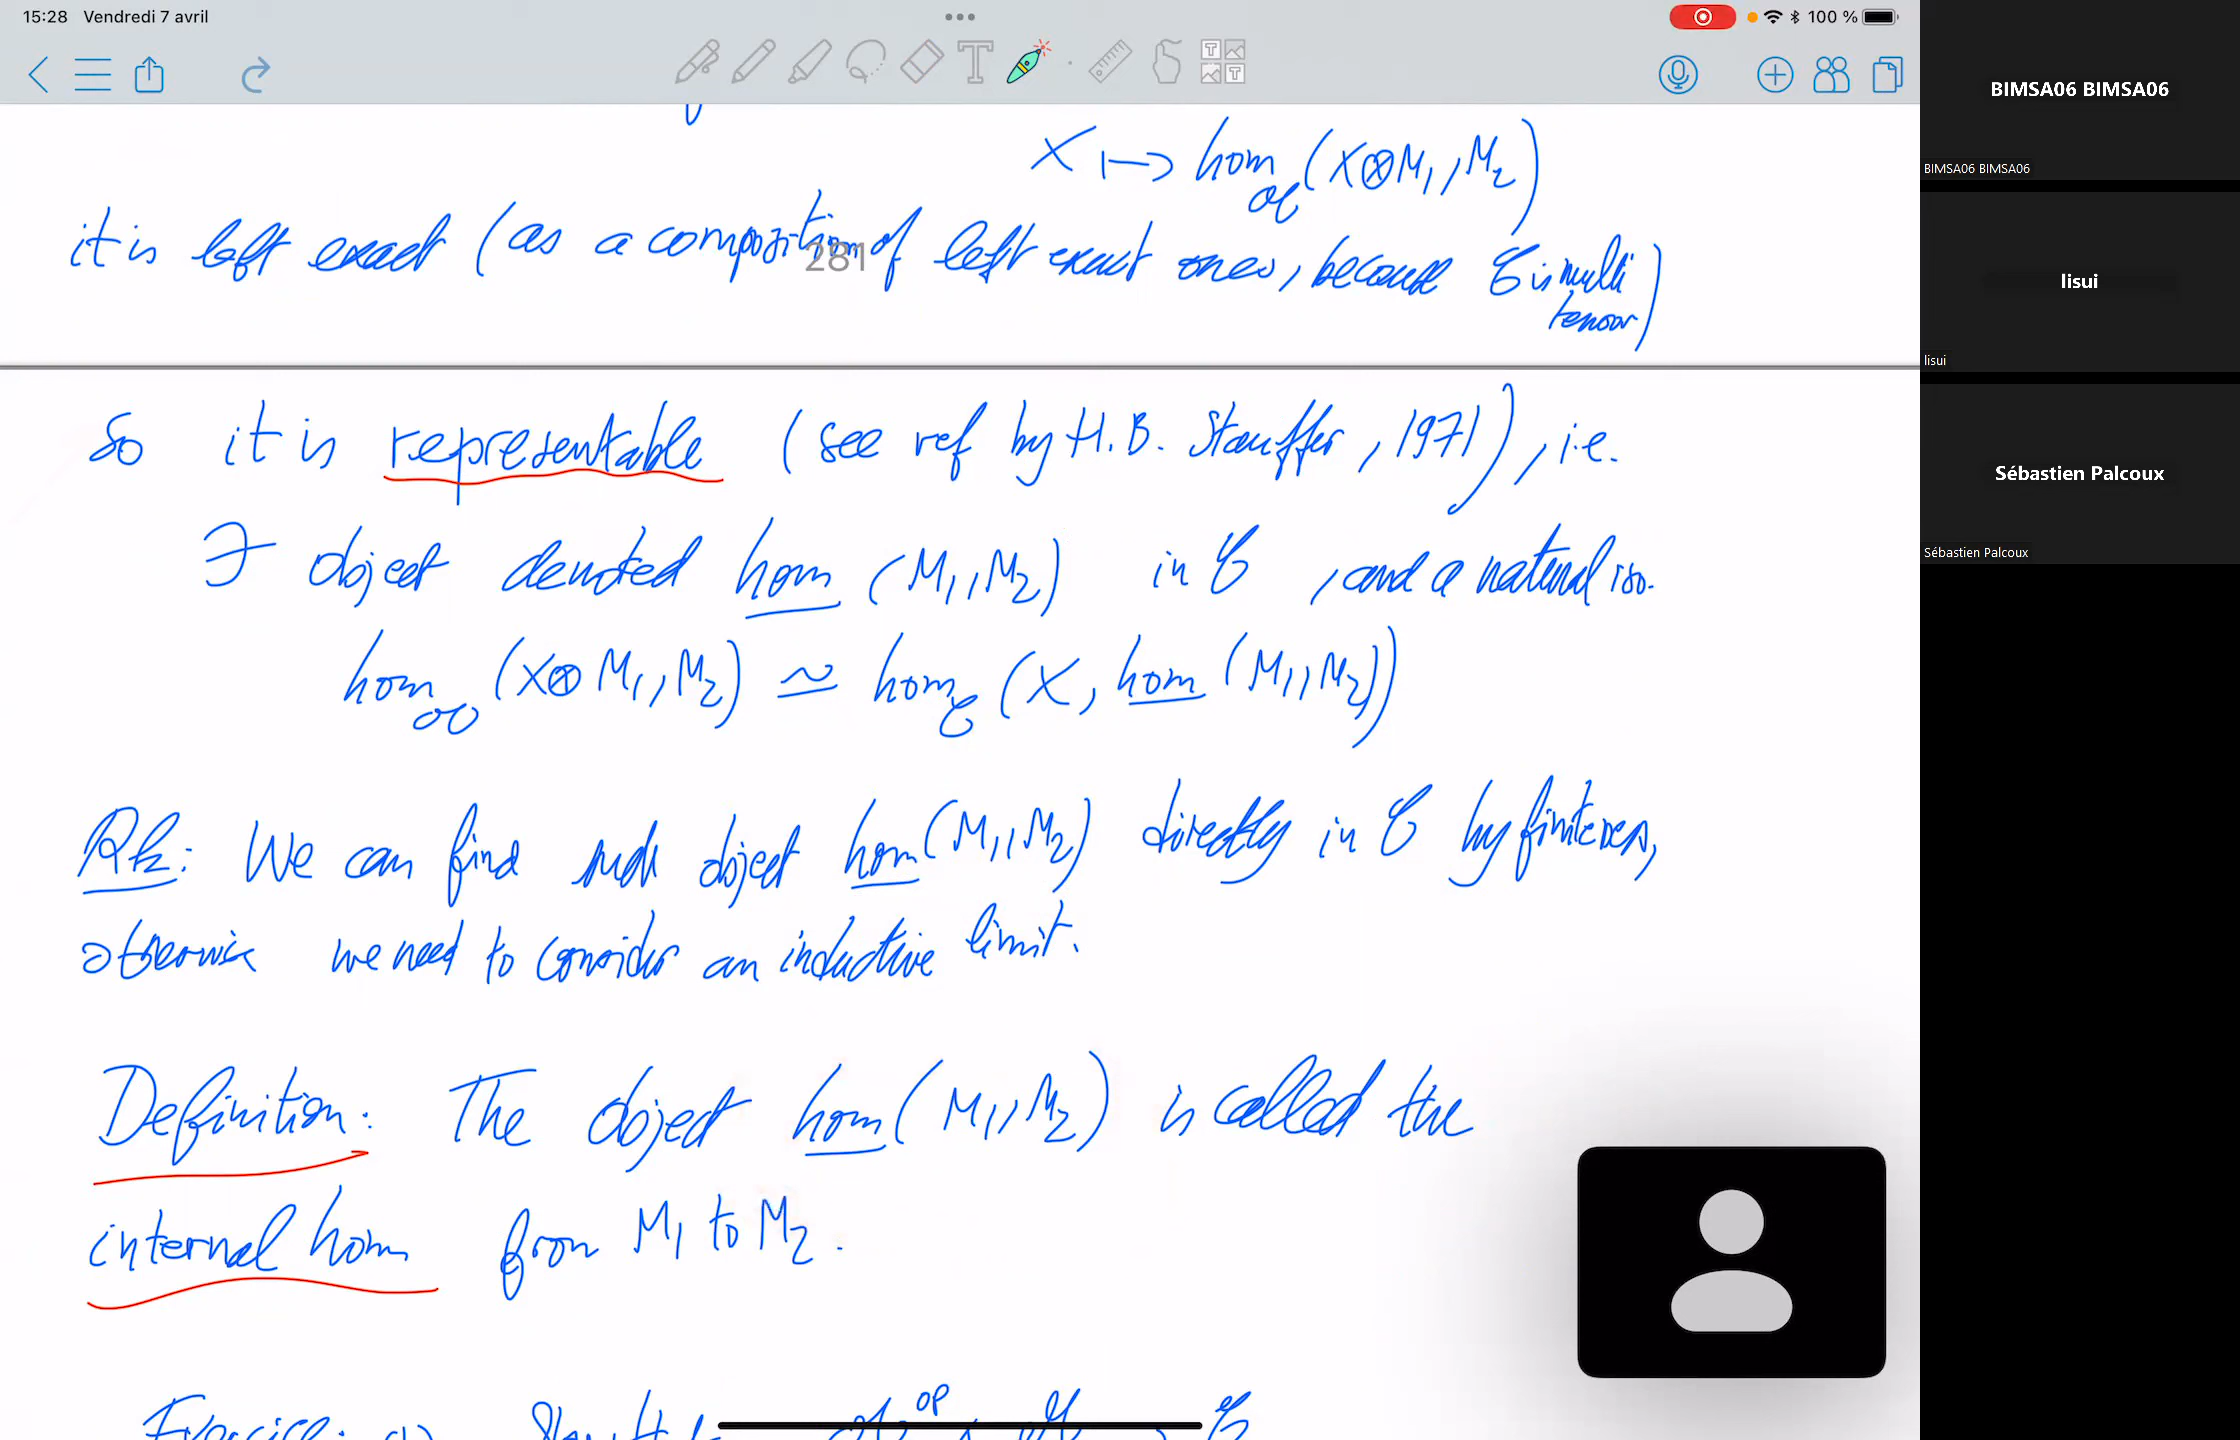 15:28 Vendredi 7 avril
100 %
X ↦ hom_M (X⊗M₁, M₂)
it is left exact (as a composition of left exact ones, because C is multi
tensor)
281
So it is representable (see ref by H.B. Stauffer, 1971), i.e.
∃ object denoted hom (M₁, M₂) in C, and a natural iso.
hom_M (X⊗M₁, M₂) ≃ hom_C (X, hom (M₁, M₂))
Rk: We can find such object hom(M₁, M₂) directly in C by finiteness,
otherwise we need to consider an inductive limit.
Definition: The object hom(M₁, M₂) is called the
internal hom from M₁ to M₂.
Exercise: (1)
BIMSA06 BIMSA06
BIMSA06 BIMSA06
lisui
lisui
Sébastien Palcoux
Sébastien Palcoux